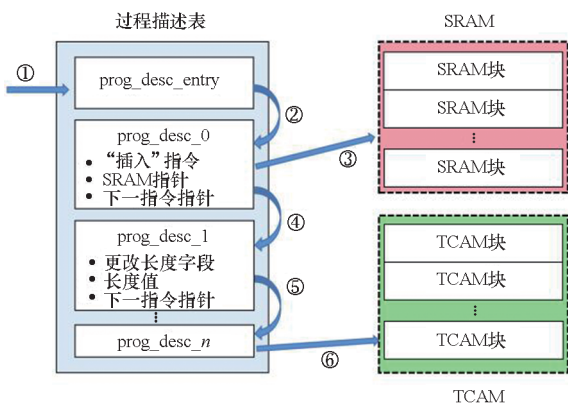 过程描述表
①
prog_desc_entry
②
prog_desc_0
• “插入”指令
• SRAM指针
• 下一指令指针
③
④
prog_desc_1
• 更改长度字段
• 长度值
• 下一指令指针
⑤
⋮
prog_desc_n
⑥
SRAM
SRAM块
SRAM块
⋮
SRAM块
TCAM块
TCAM块
⋮
TCAM块
TCAM